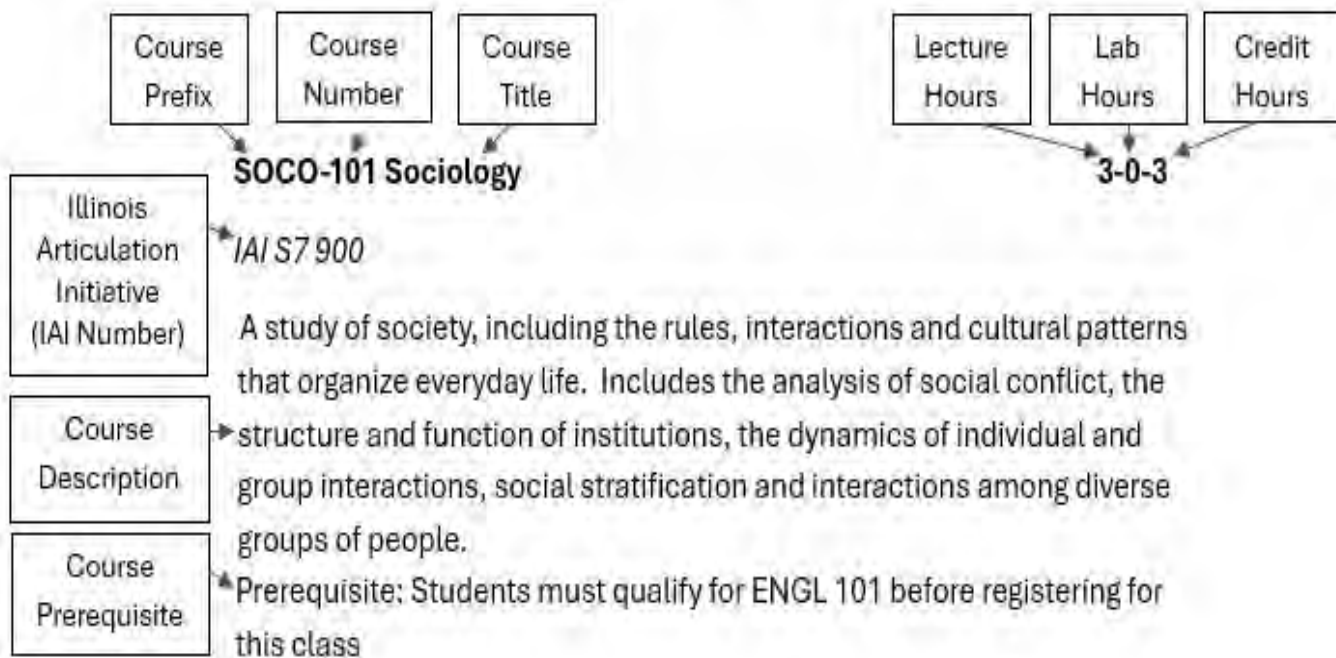 Course
Prefix
Course
Number
Course
Title
Lecture
Hours
Lab
Hours
Credit
Hours
SOCO-101 Sociology
3-0-3
Illinois
Articulation
Initiative
(IAI Number)
IAI S7 900
A study of society, including the rules, interactions and cultural patterns
that organize everyday life. Includes the analysis of social conflict, the
structure and function of institutions, the dynamics of individual and
group interactions, social stratification and interactions among diverse
groups of people.
Course
Description
Course
Prerequisite
Prerequisite: Students must qualify for ENGL 101 before registering for
this class